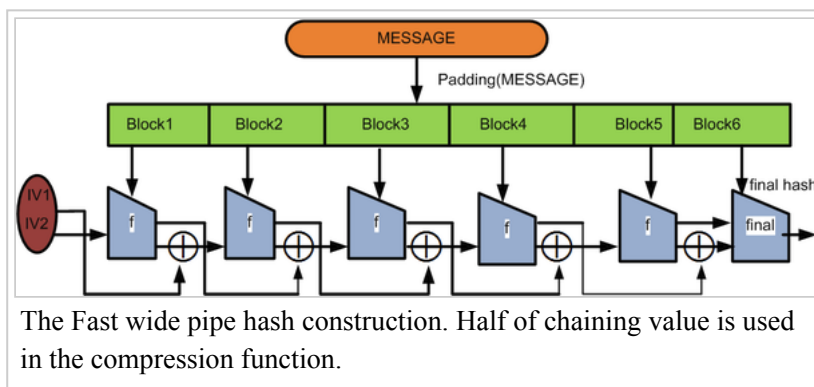 MESSAGE
Padding(MESSAGE)
Block1 Block2 Block3 Block4 Block5 Block6
final hash
IV1
IV2
f f f f f final
The Fast wide pipe hash construction. Half of chaining value is used
in the compression function.